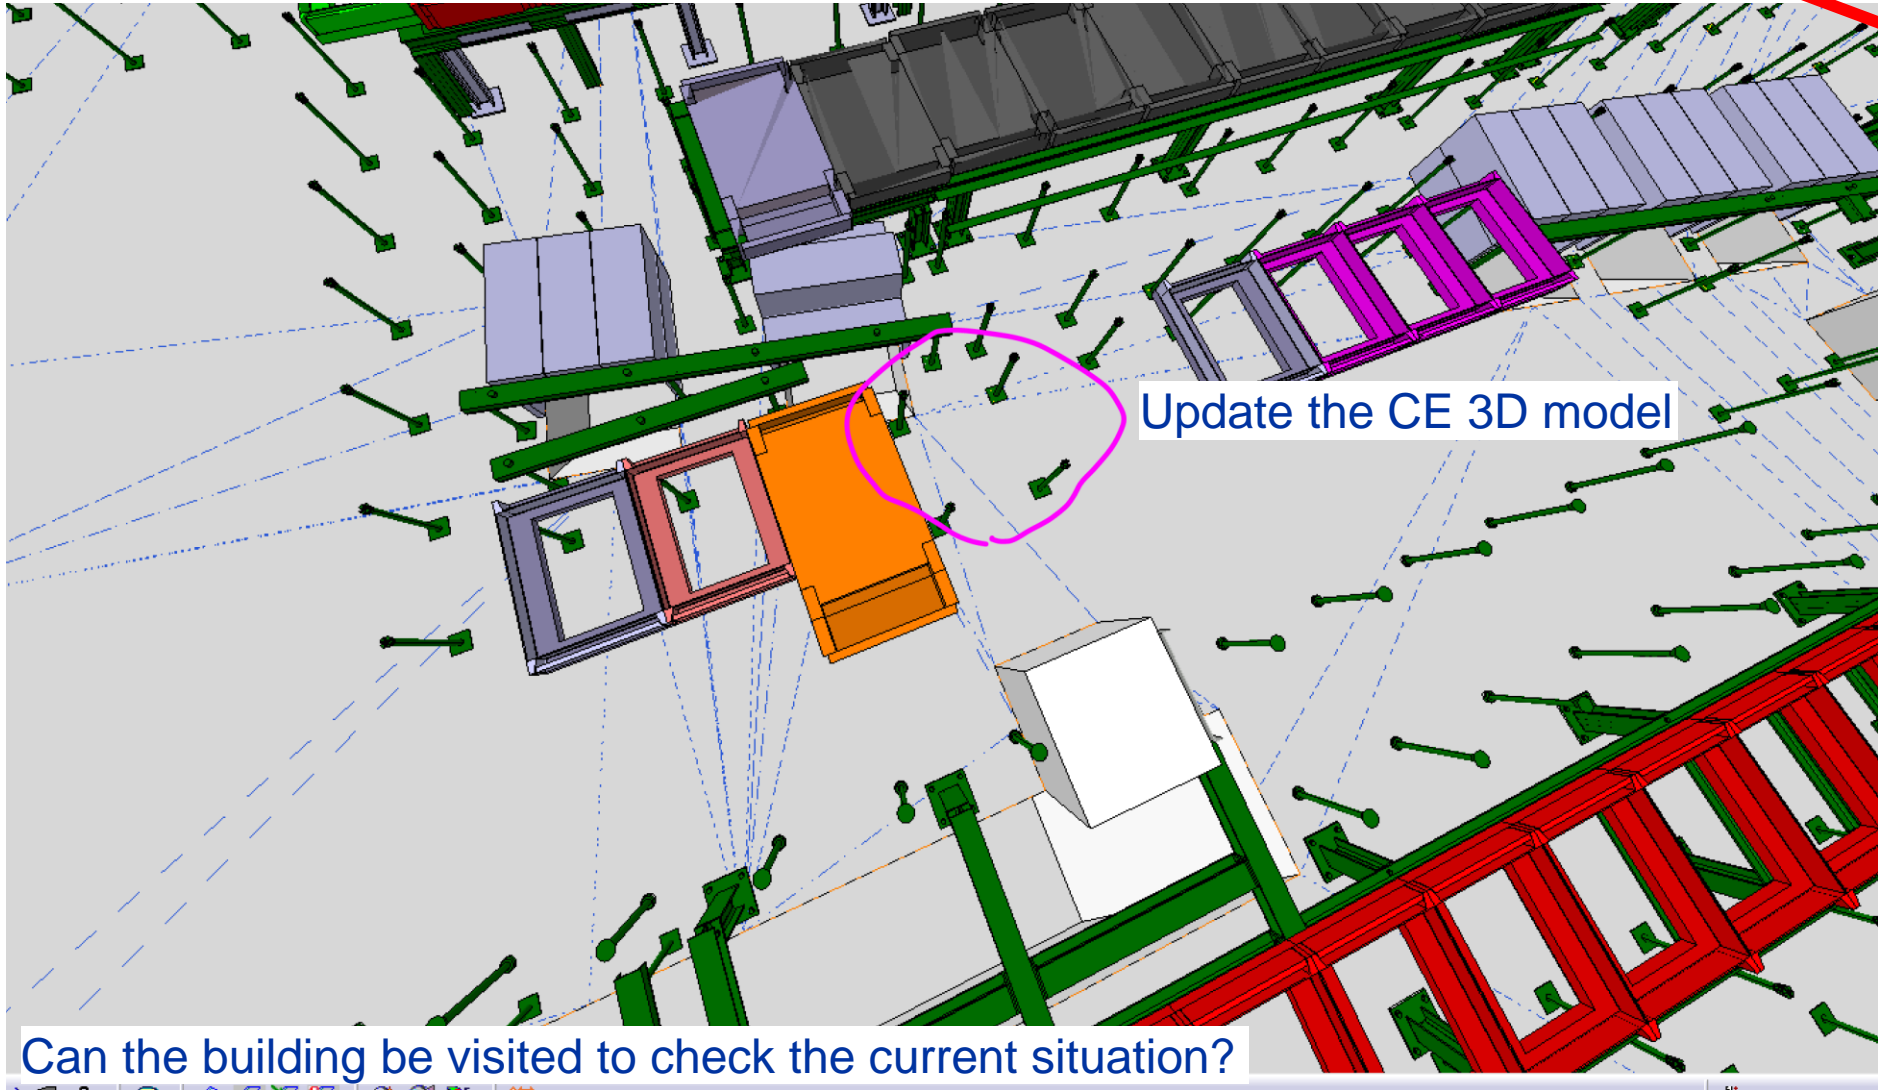 Update the CE 3D model
Can the building be visited to check the current situation?